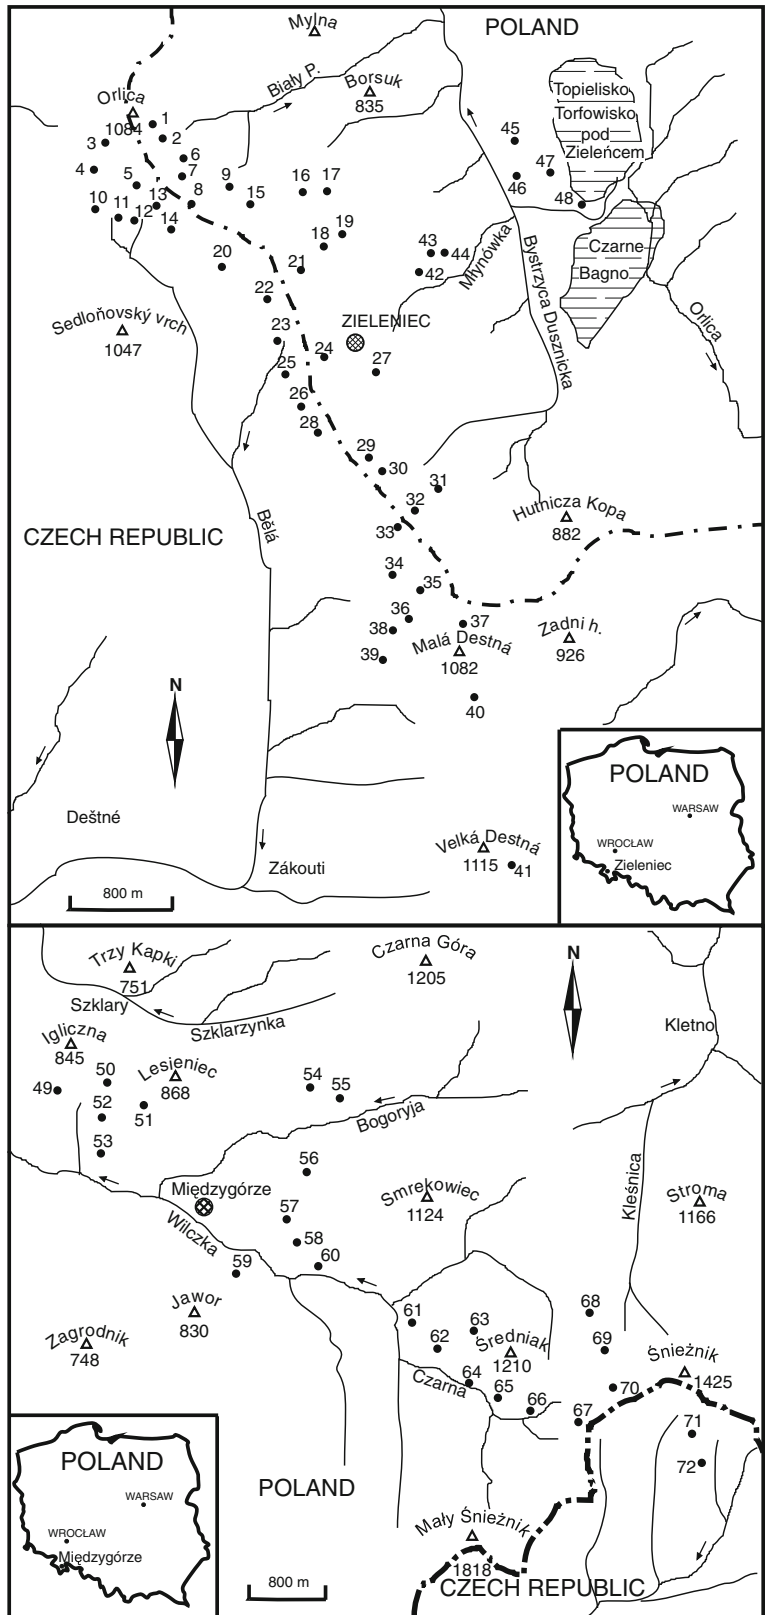 Mylna
POLAND
Biały P.
Borsuk
835
Topielisko
Torfowisko
pod
Zieleńcem
Orlica
1084
1
2
3
4
5
6
7
8
9
10
11
12
13
14
15
16
17
18
19
20
21
22
23
24
25
26
27
28
29
30
31
32
33
34
35
36
37
38
39
40
41
42
43
44
45
46
47
48
Młynówka
Bystrzyca Dusznicka
Czarne
Bagno
Orlica
Sedloňovský vrch
1047
ZIELENIEC
Hutnicza Kopa
882
CZECH REPUBLIC
Bělá
Malá Destná
1082
Zadni h.
926
N
Deštné
Zákouti
800 m
Velká Destná
1115
POLAND
WARSAW
WROCŁAW
Zieleniec
Trzy Kapki
751
Czarna Góra
1205
N
Szklary
Szklarzynka
Kletno
Igliczna
845
Lesieniec
868
49
50
51
52
53
54
55
Bogoryja
56
Międzygórze
57
58
59
60
Wilczka
Smrekowiec
1124
Kleśnica
Stroma
1166
Jawor
830
Zagrodnik
748
61
62
63
Średniak
1210
64
65
66
67
68
69
70
71
72
Czarna
Śnieżnik
1425
POLAND
WARSAW
WROCŁAW
Międzygórze
POLAND
Mały Śnieżnik
1818
800 m
CZECH REPUBLIC